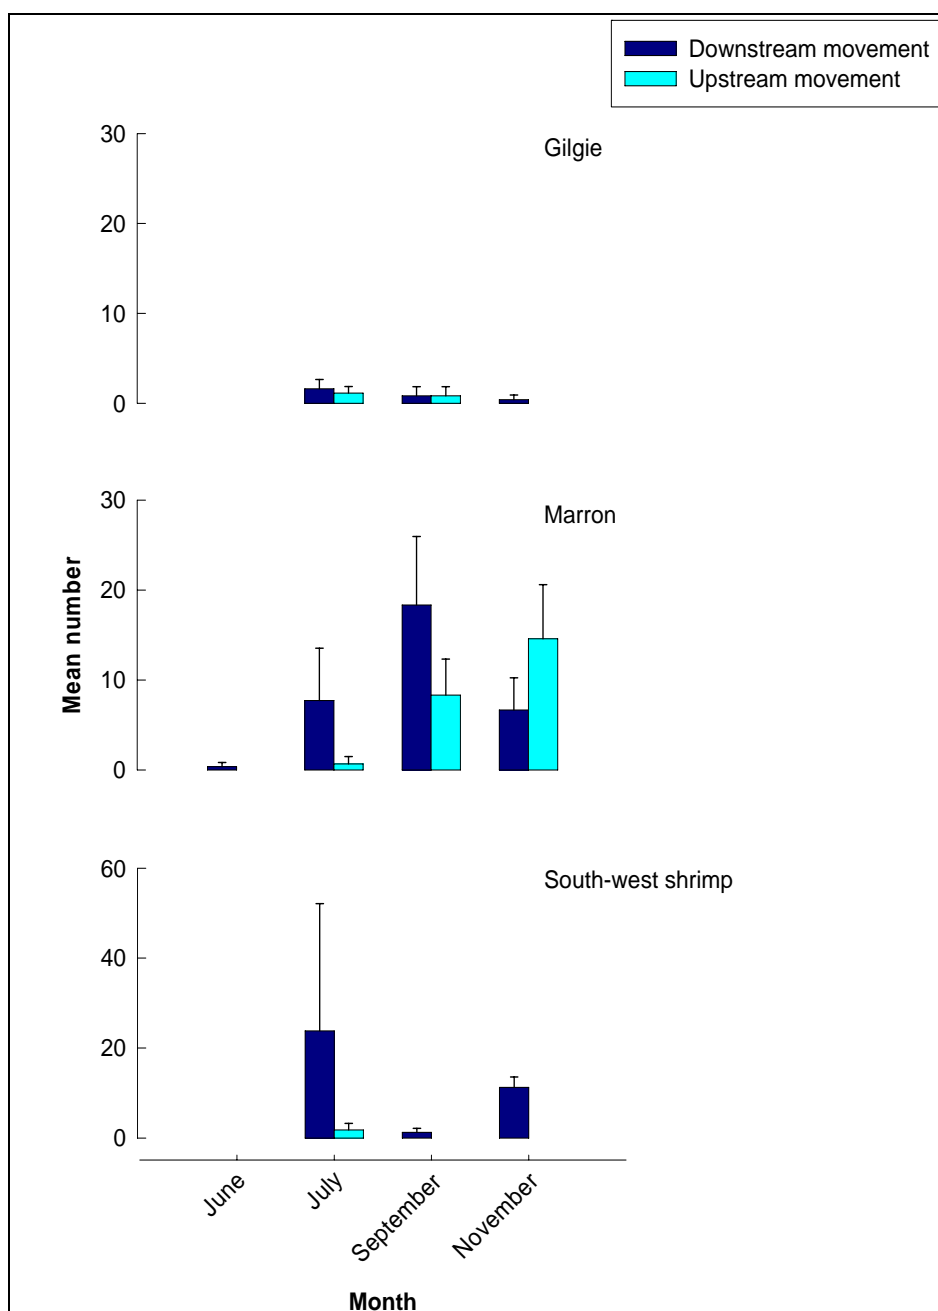 Downstream movement
Upstream movement
Gilgie
30
20
10
0
Marron
30
20
10
0
Mean number
South-west shrimp
60
40
20
0
June
July
September
November
Month